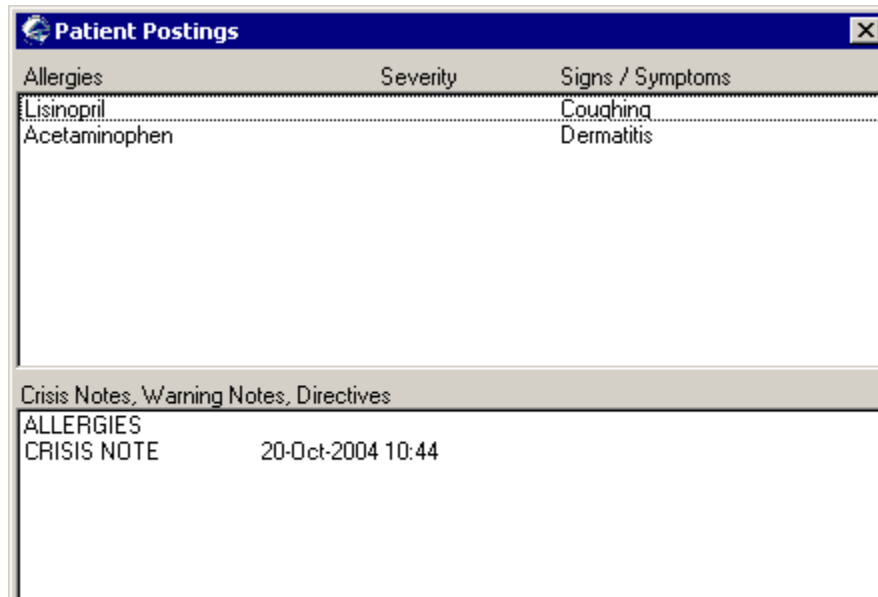 Patient Postings
Allergies Severity Signs / Symptoms
Lisinopril Coughing
Acetaminophen Dermatitis
Crisis Notes, Warning Notes, Directives
ALLERGIES
CRISIS NOTE 20-Oct-2004 10:44